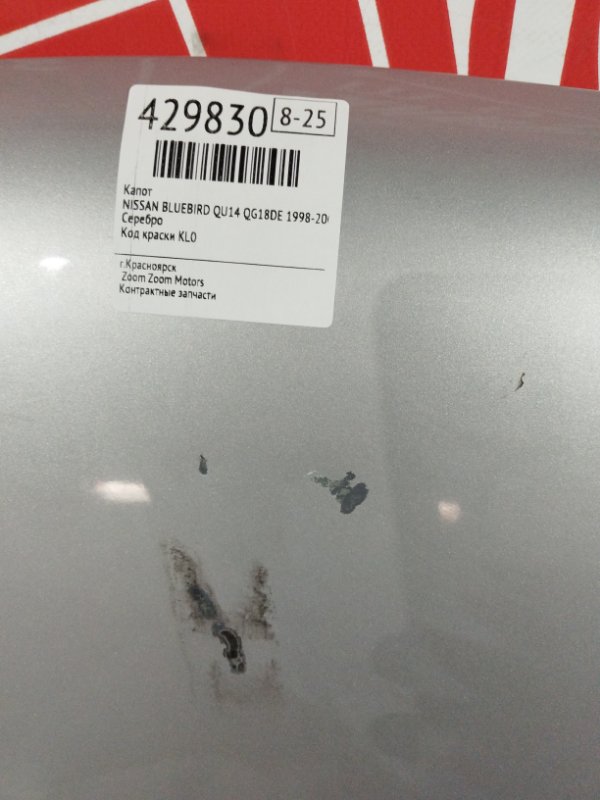 429830 8-25
Капот
NISSAN BLUEBIRD QU14 QG18DE 1998-20
Серебро
Код краски KL0
г.Красноярск
Zoom Zoom Motors
Контрактные запчасти